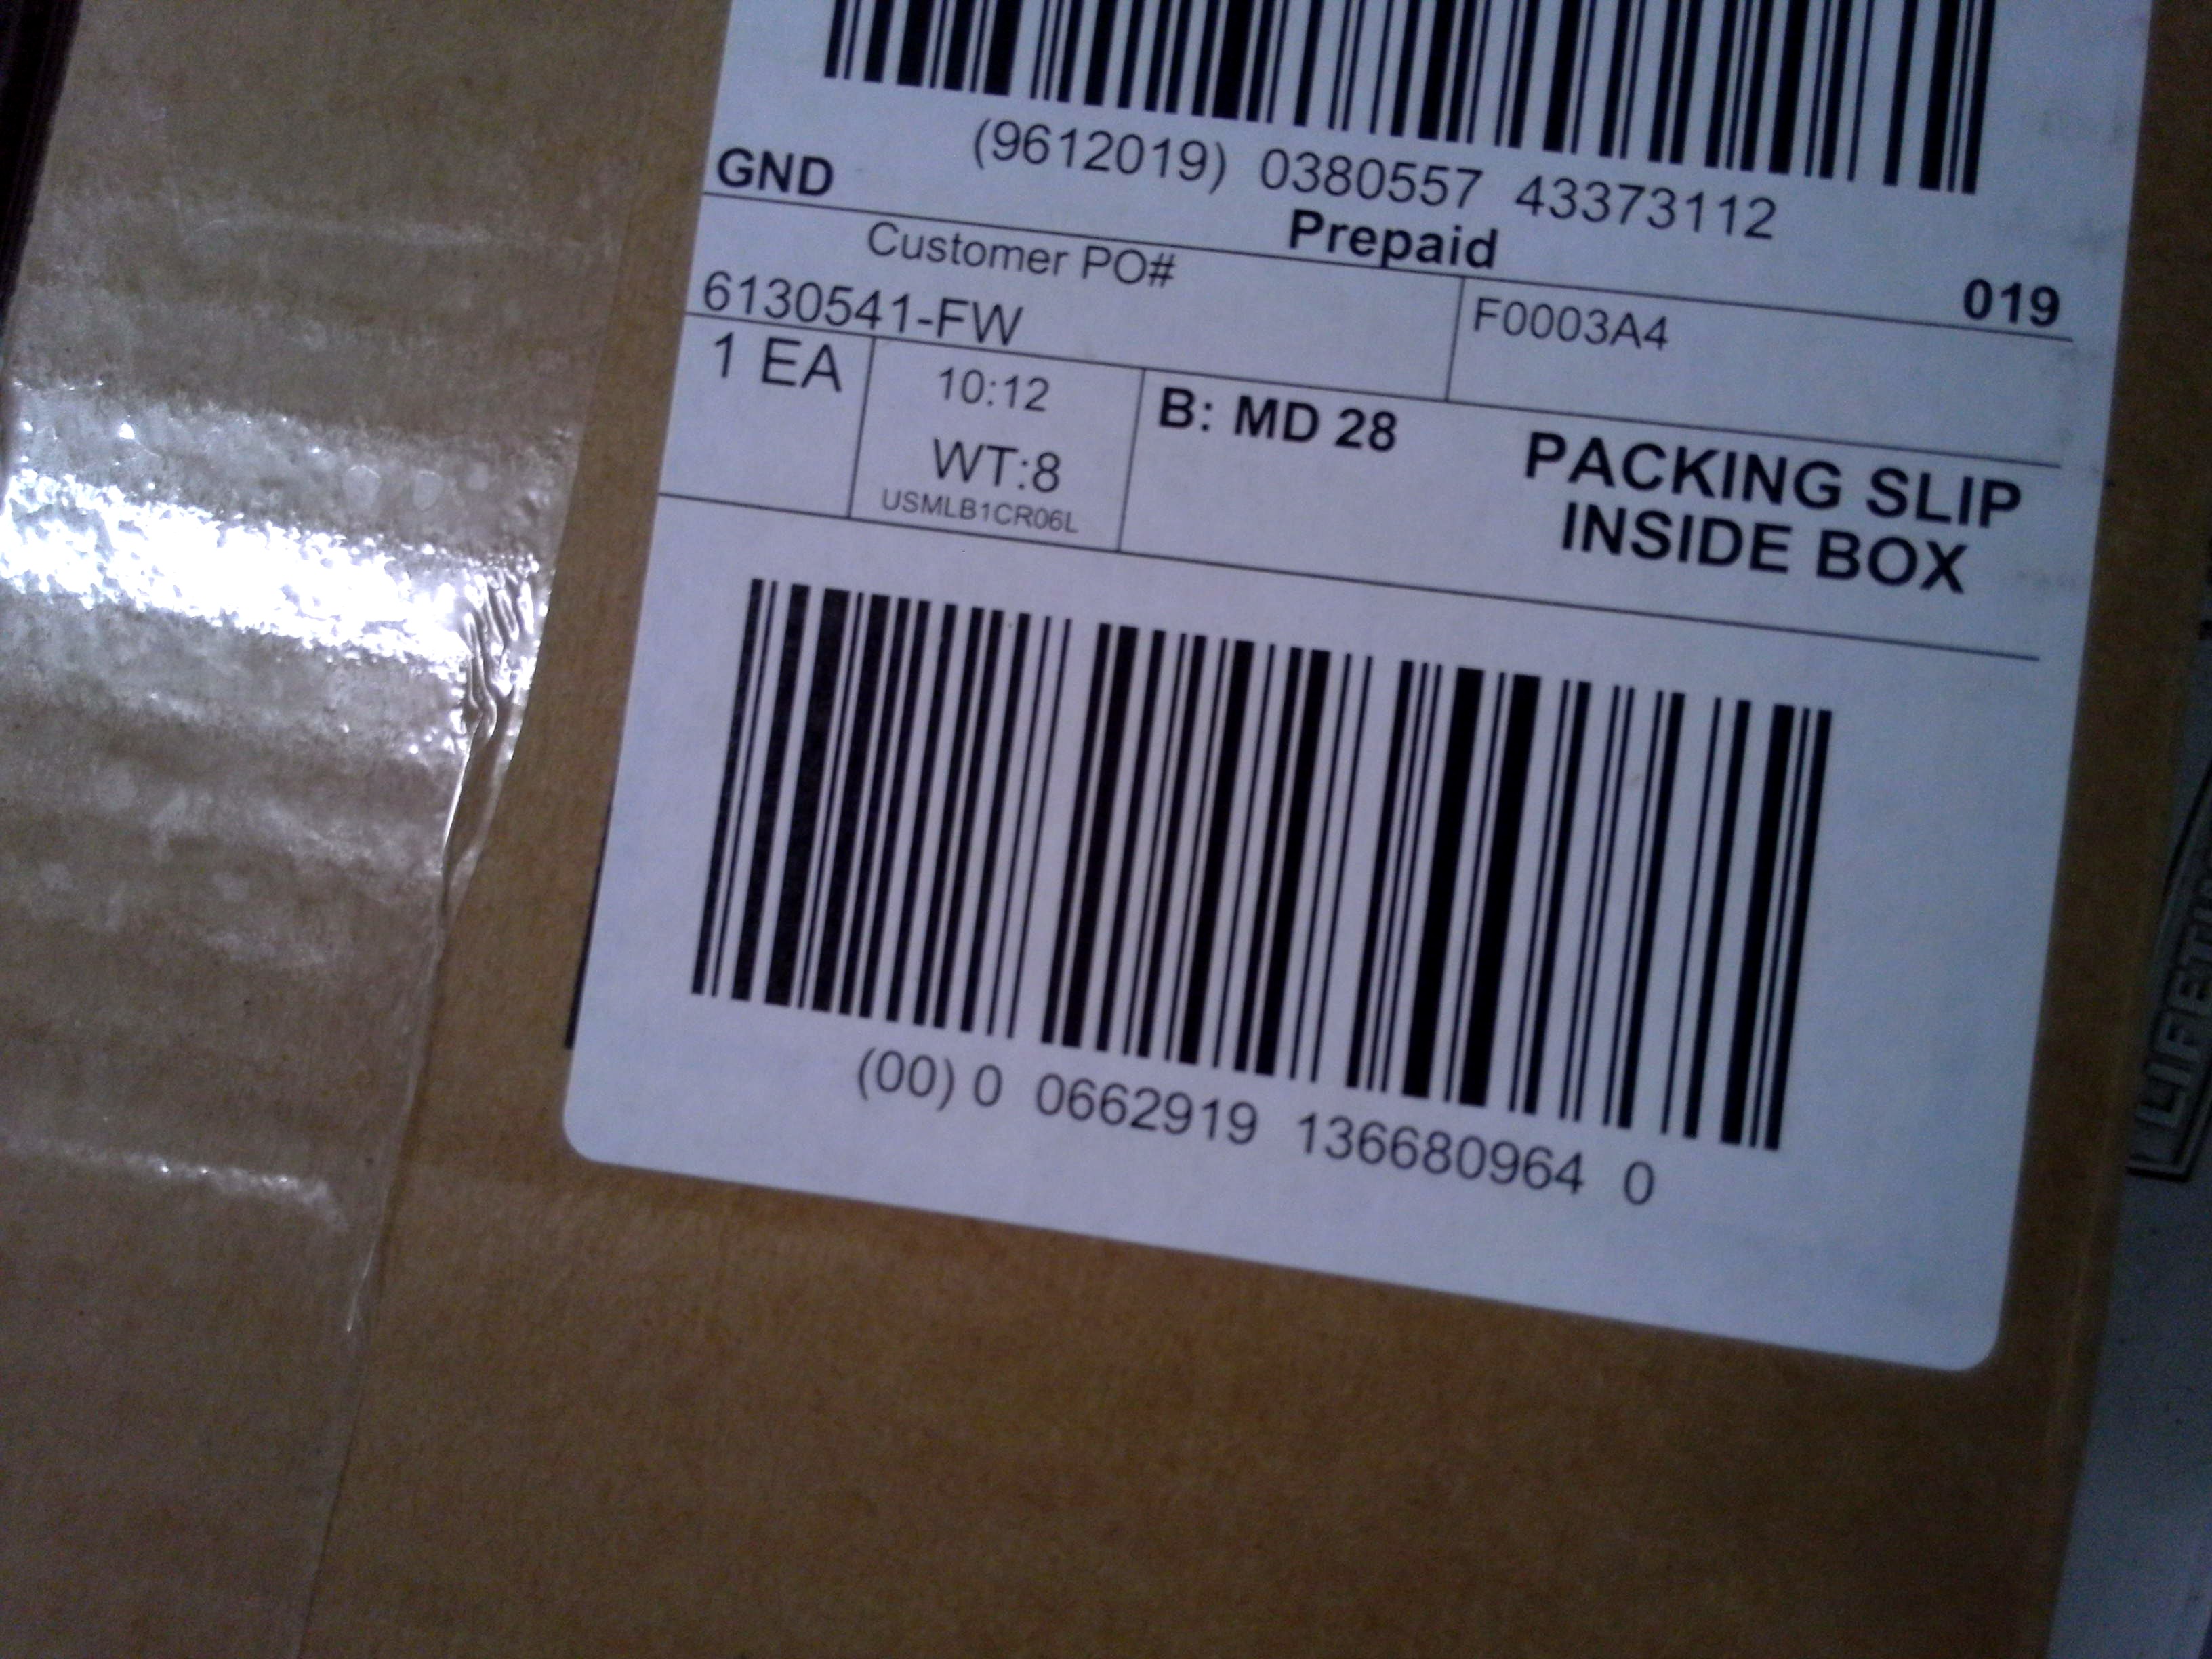 (9612019) 0380557 43373112
GND
Prepaid
019
Customer PO#
6130541-FW
F0003A4
1 EA
10:12
WT:8
USMLB1CR06L
B: MD 28
PACKING SLIP
INSIDE BOX
(00) 0 0662919 136680964 0